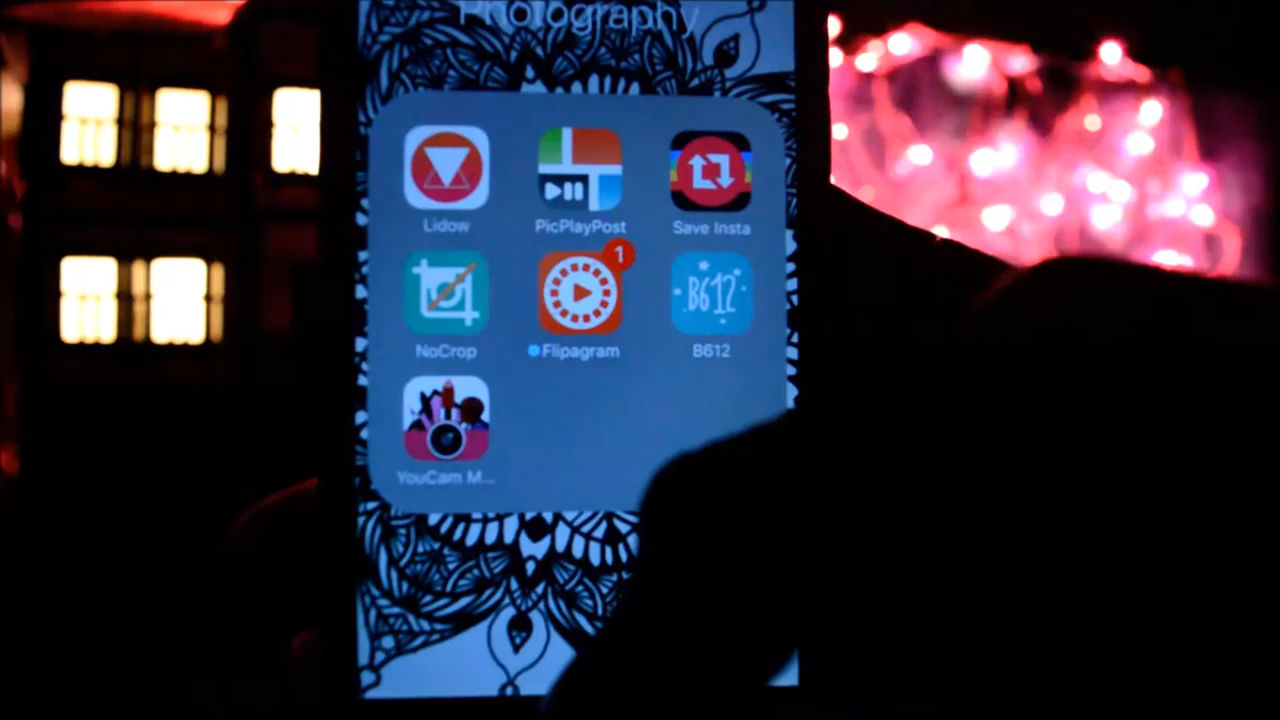 Photography
Lidow
PicPlayPost
Save Insta
NoCrop
1
Flipagram
B612
B612
YouCam M...